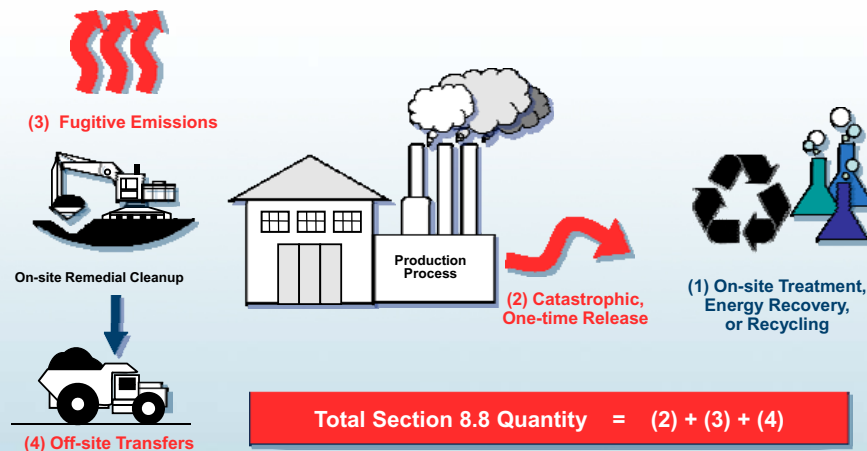 (3) Fugitive Emissions
On-site Remedial Cleanup
(4) Off-site Transfers
Production
Process
(2) Catastrophic,
One-time Release
(1) On-site Treatment,
Energy Recovery,
or Recycling
Total Section 8.8 Quantity = (2) + (3) + (4)